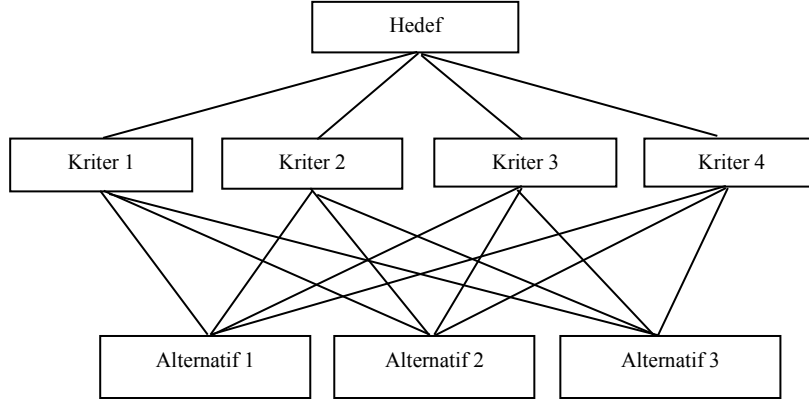 Hedef
Kriter 1
Kriter 2
Kriter 3
Kriter 4
Alternatif 1
Alternatif 2
Alternatif 3